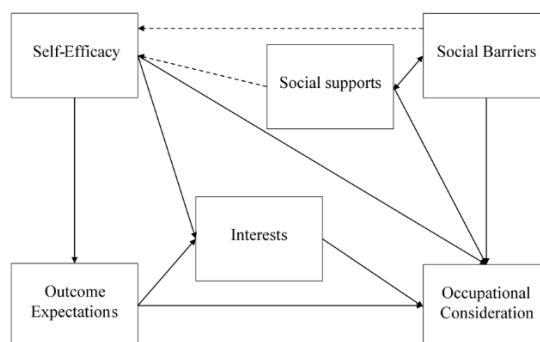 Self-Efficacy
Social Barriers
Social supports
Interests
Outcome
Expectations
Occupational
Consideration